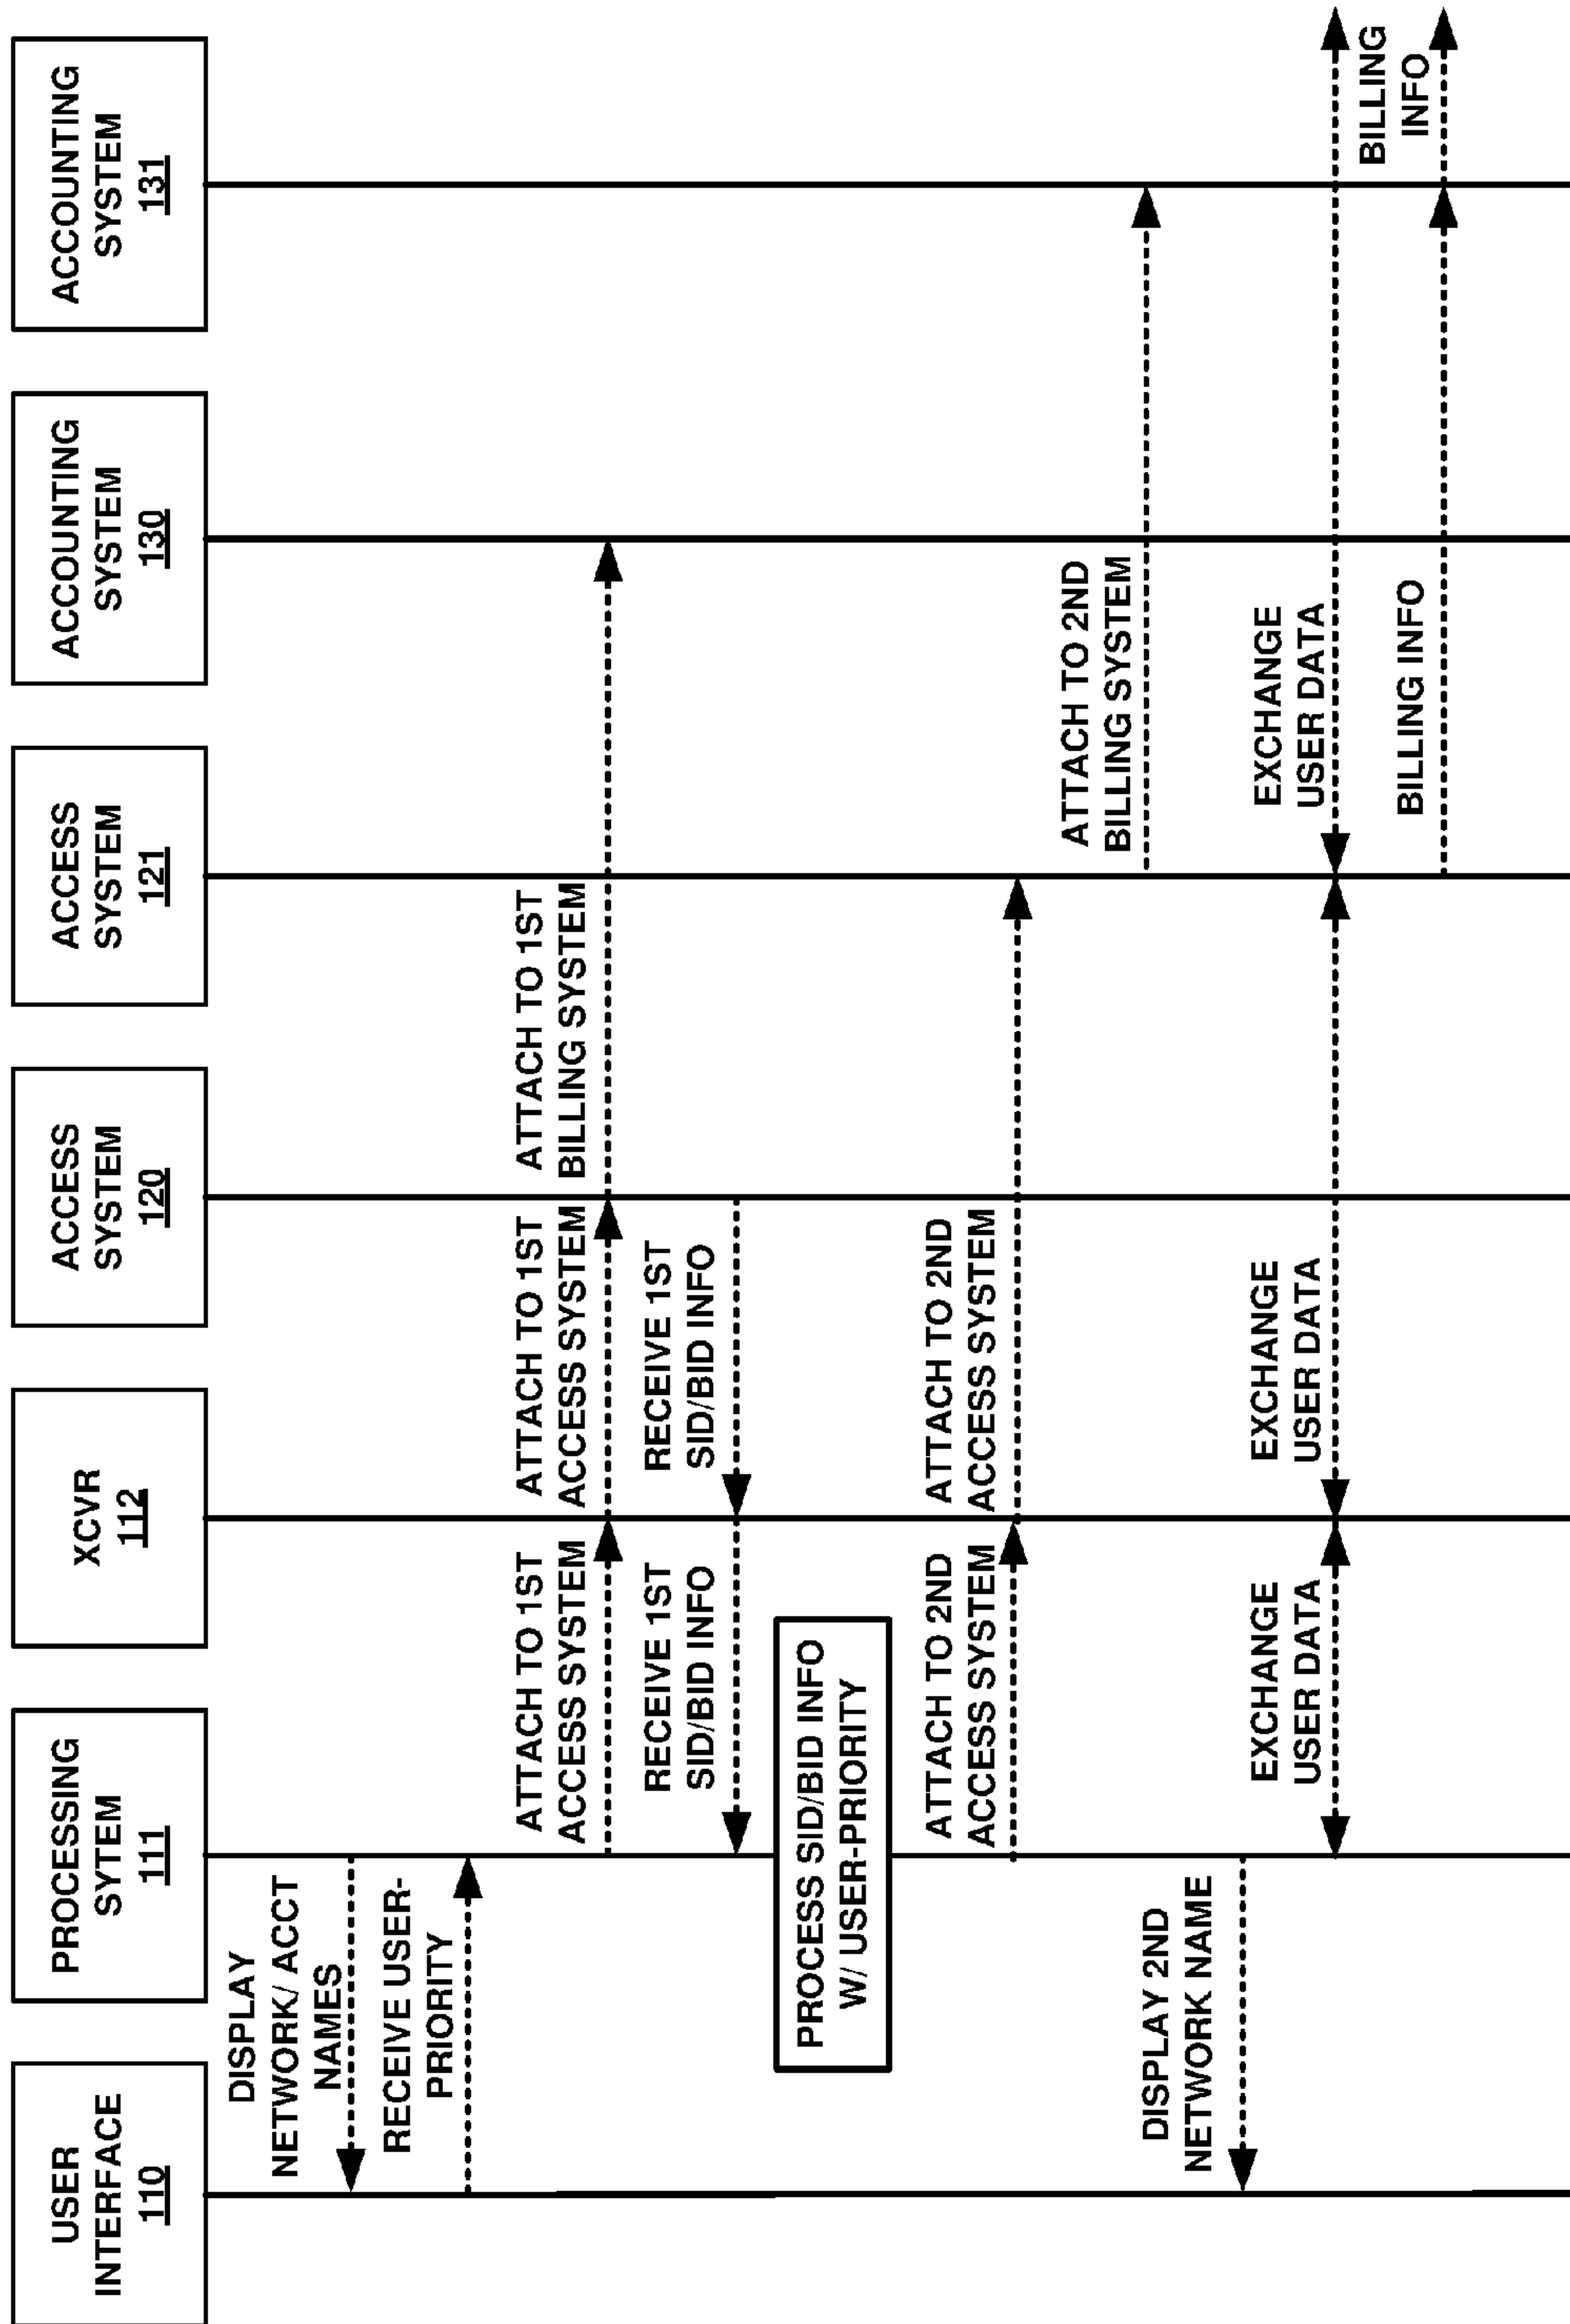 USER
INTERFACE
110
PROCESSING
SYTEM
111
XCVR
112
ACCESS
SYSTEM
120
ACCESS
SYSTEM
121
ACCOUNTING
SYSTEM
130
ACCOUNTING
SYSTEM
131
DISPLAY
NETWORK/ ACCT
NAMES
RECEIVE USER-
PRIORITY
ATTACH TO 1ST
ACCESS SYSTEM
ATTACH TO 1ST
ACCESS SYSTEM
ATTACH TO 1ST
BILLING SYSTEM
RECEIVE 1ST
SID/BID INFO
RECEIVE 1ST
SID/BID INFO
PROCESS SID/BID INFO
W/ USER-PRIORITY
ATTACH TO 2ND
ACCESS SYSTEM
ATTACH TO 2ND
ACCESS SYSTEM
ATTACH TO 2ND
BILLING SYSTEM
DISPLAY 2ND
NETWORK NAME
EXCHANGE
USER DATA
EXCHANGE
USER DATA
EXCHANGE
USER DATA
BILLING INFO
BILLING
INFO